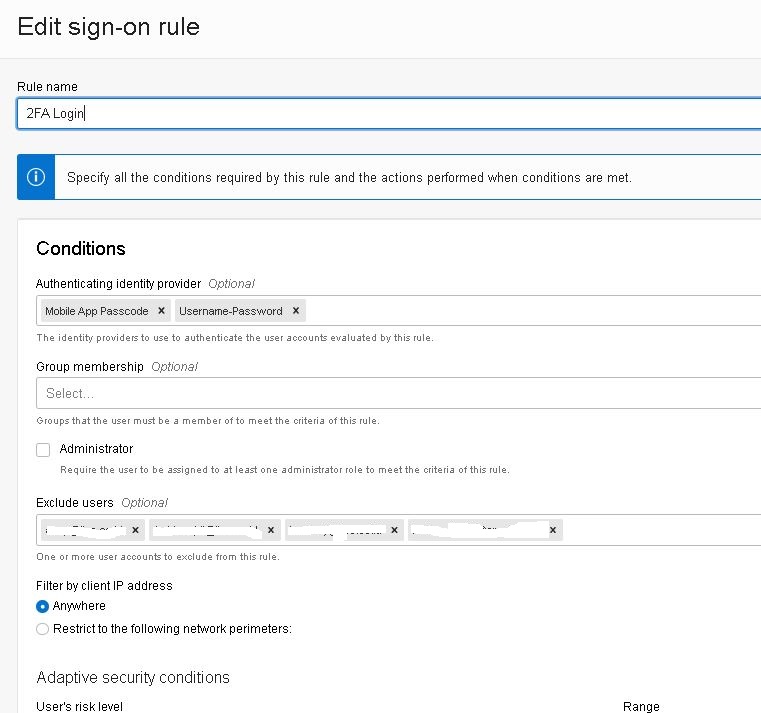 Edit sign-on rule
Rule name
2FA Login
Specify all the conditions required by this rule and the actions performed when conditions are met.
Conditions
Authenticating identity provider Optional
Mobile App Passcode × Username-Password ×
The identity providers to use to authenticate the user accounts evaluated by this rule.
Group membership Optional
Select...
Groups that the user must be a member of to meet the criteria of this rule.
Administrator
Require the user to be assigned to at least one administrator role to meet the criteria of this rule.
Exclude users Optional
× × × ×
One or more user accounts to exclude from this rule.
Filter by client IP address
Anywhere
Restrict to the following network perimeters:
Adaptive security conditions
User's risk level Range